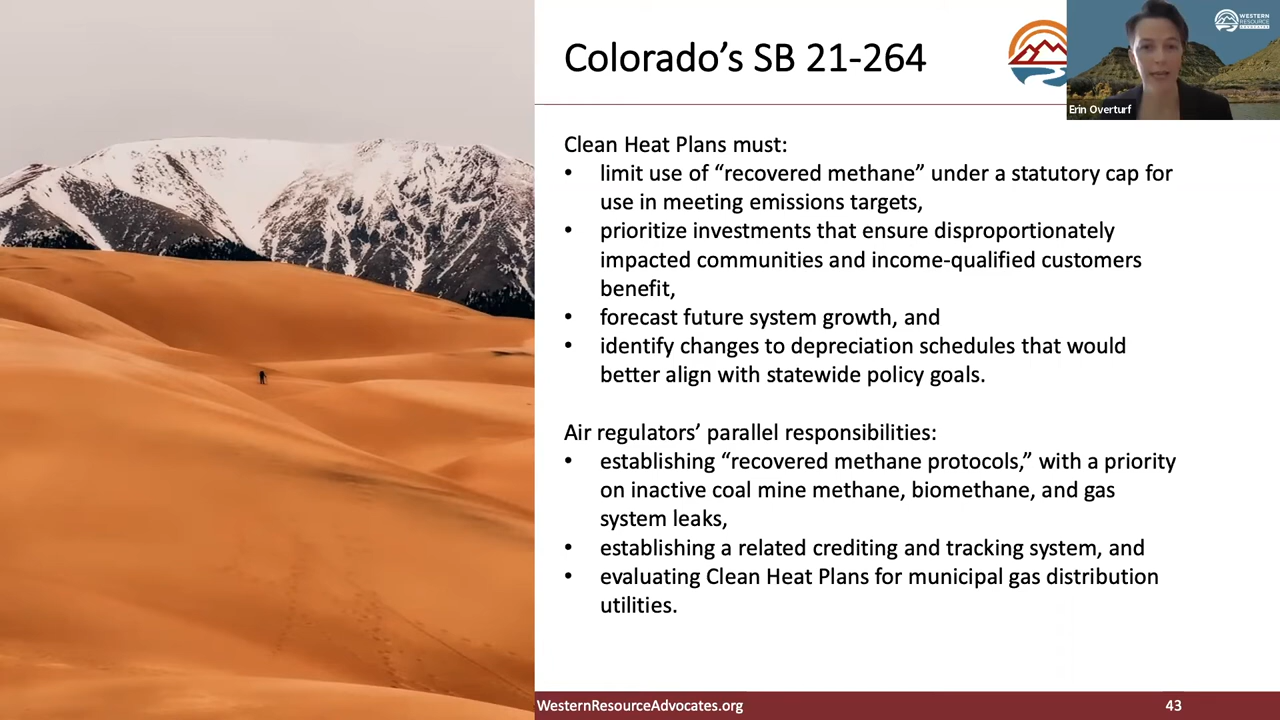 Colorado’s SB 21-264
WESTERN
RESOURCE
ADVOCATES
Erin Overturf
Clean Heat Plans must:
• limit use of “recovered methane” under a statutory cap for
use in meeting emissions targets,
• prioritize investments that ensure disproportionately
impacted communities and income-qualified customers
benefit,
• forecast future system growth, and
• identify changes to depreciation schedules that would
better align with statewide policy goals.
Air regulators’ parallel responsibilities:
• establishing “recovered methane protocols,” with a priority
on inactive coal mine methane, biomethane, and gas
system leaks,
• establishing a related crediting and tracking system, and
• evaluating Clean Heat Plans for municipal gas distribution
utilities.
WesternResourceAdvocates.org
43